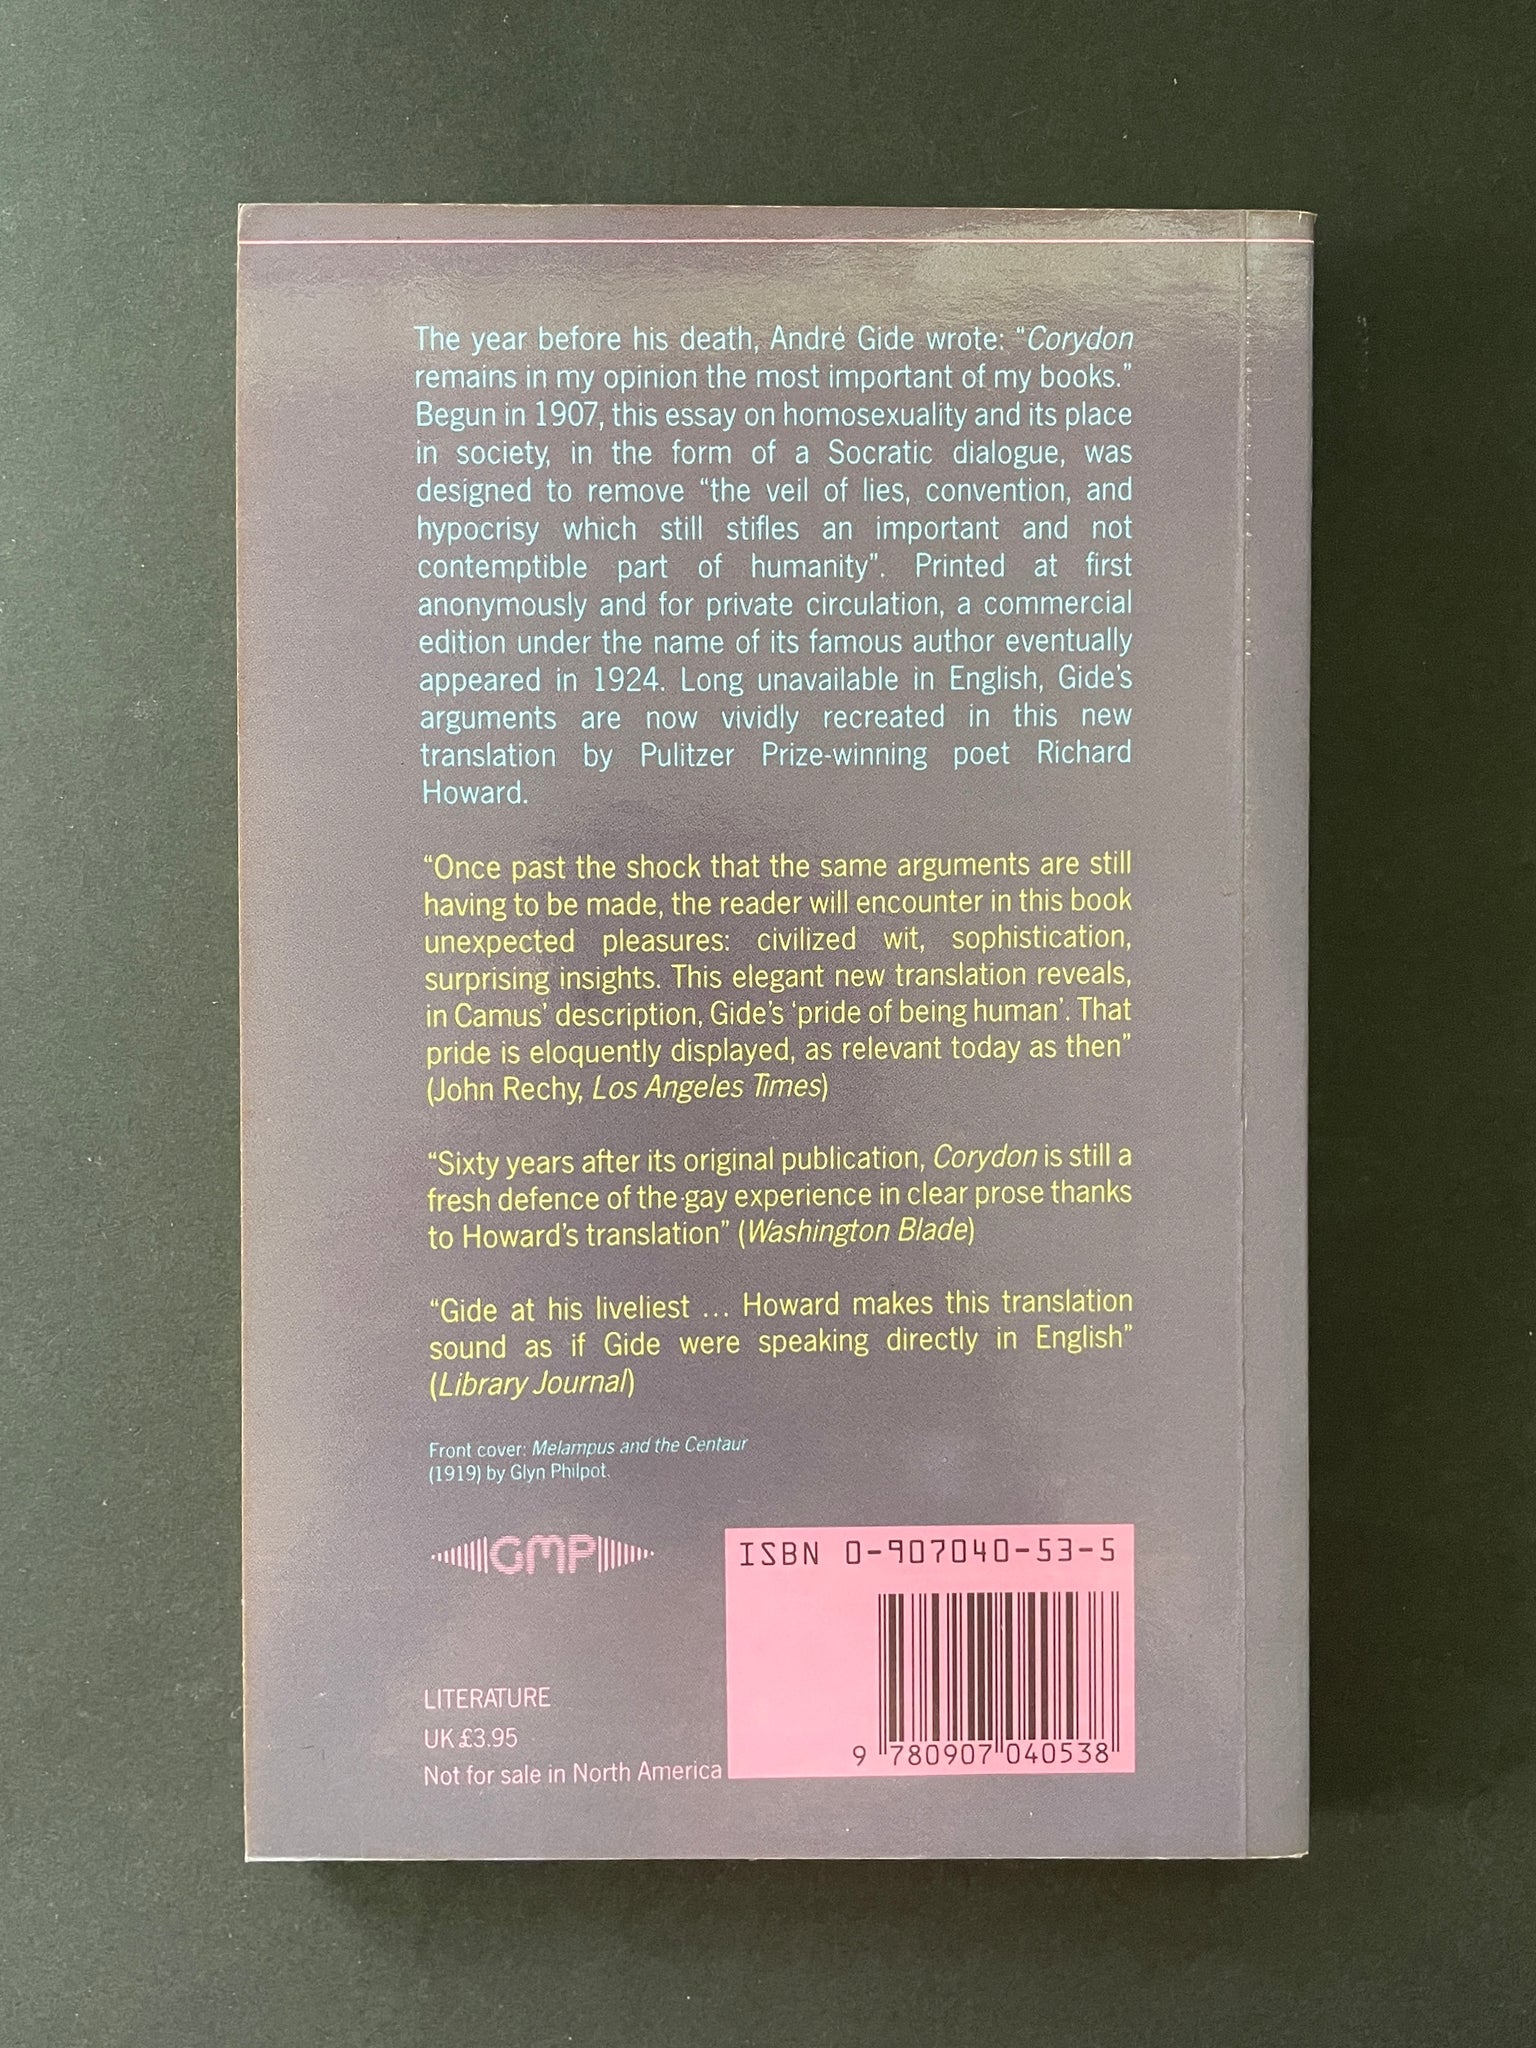 The year before his death, André Gide wrote: “Corydon
remains in my opinion the most important of my books.”
Begun in 1907, this essay on homosexuality and its place
in society, in the form of a Socratic dialogue, was
designed to remove “the veil of lies, convention, and
hypocrisy which still stifles an important and not
contemptible part of humanity”. Printed at first
anonymously and for private circulation, a commercial
edition under the name of its famous author eventually
appeared in 1924. Long unavailable in English, Gide’s
arguments are now vividly recreated in this new
translation by Pulitzer Prize-winning poet Richard
Howard.
“Once past the shock that the same arguments are still
having to be made, the reader will encounter in this book
unexpected pleasures: civilized wit, sophistication,
surprising insights. This elegant new translation reveals,
in Camus’ description, Gide’s ‘pride of being human’. That
pride is eloquently displayed, as relevant today as then”
(John Rechy, Los Angeles Times)
“Sixty years after its original publication, Corydon is still a
fresh defence of the gay experience in clear prose thanks
to Howard’s translation” (Washington Blade)
“Gide at his liveliest ... Howard makes this translation
sound as if Gide were speaking directly in English”
(Library Journal)
Front cover: Melampus and the Centaur
(1919) by Glyn Philpot.
GMP
ISBN 0-907040-53-5
9 780907 040538
LITERATURE
UK £3.95
Not for sale in North America